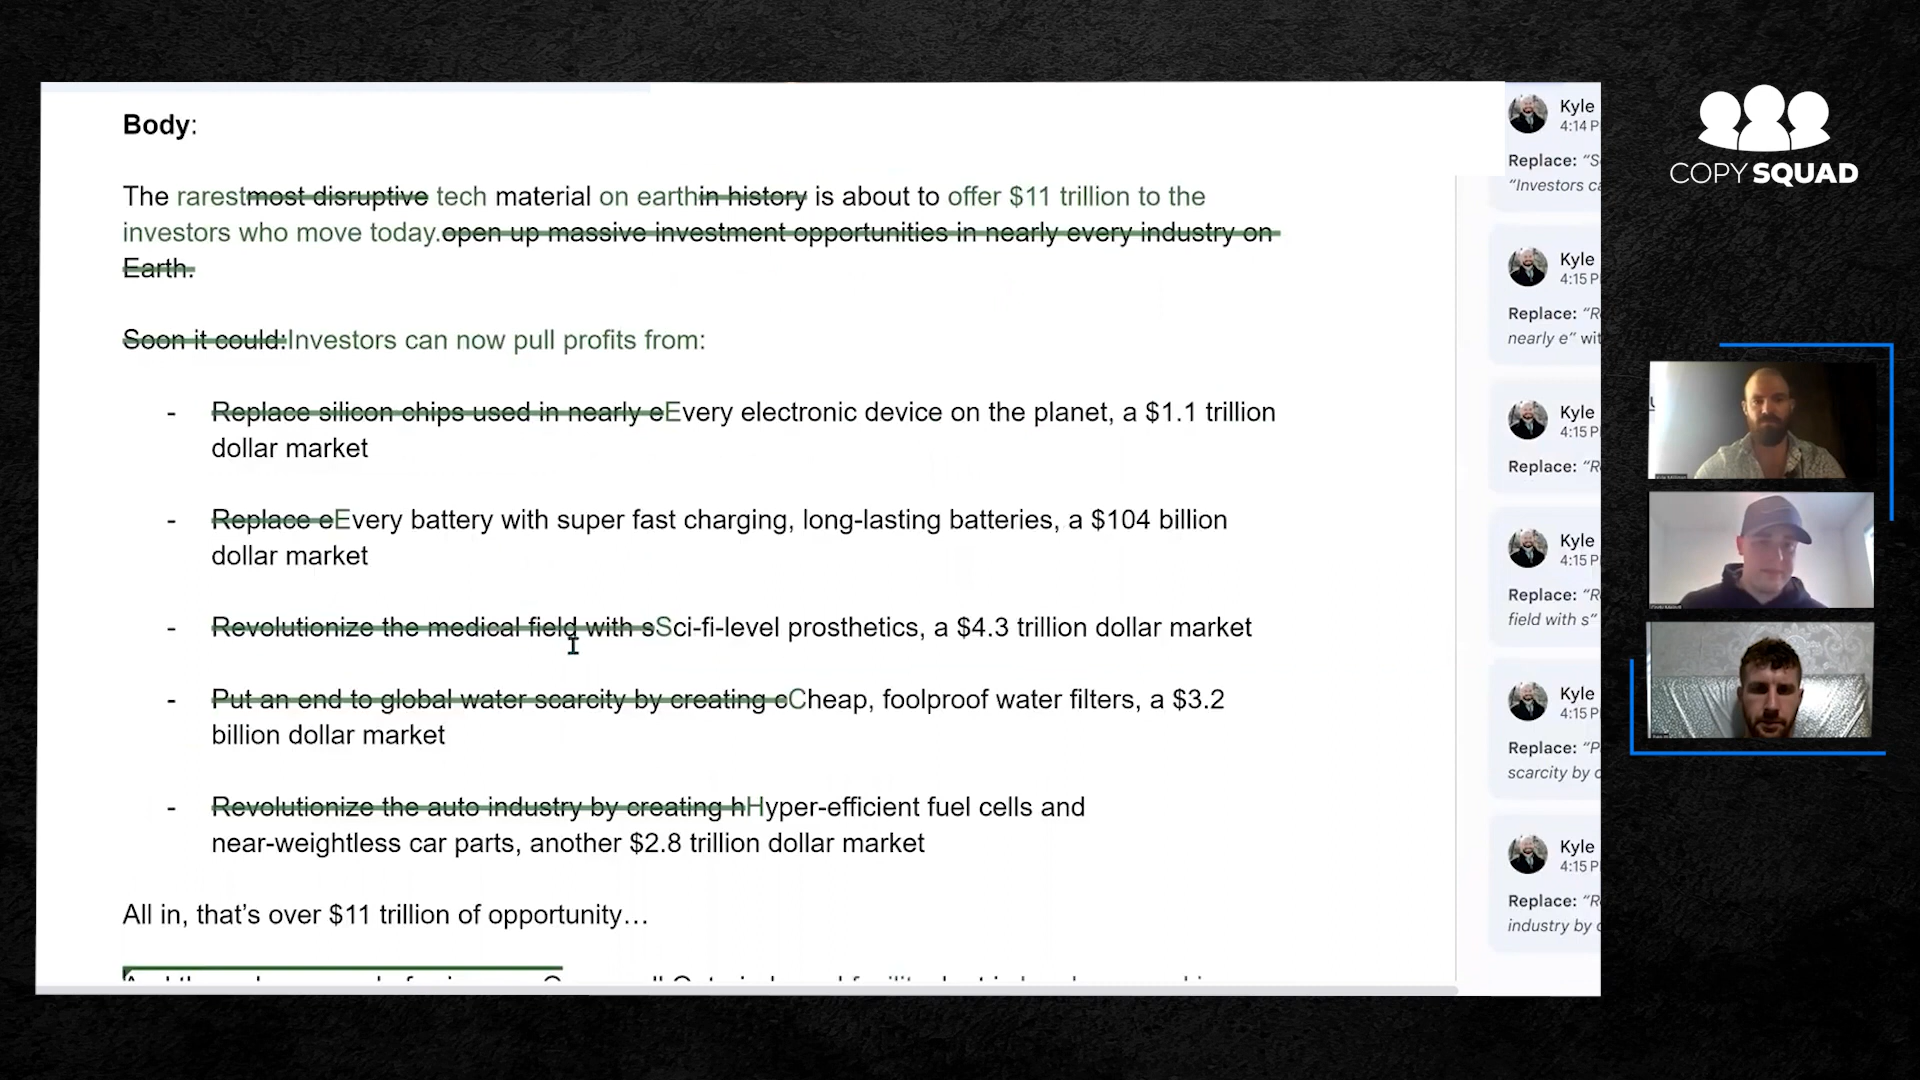 Body:
The rarestmost disruptive tech material on earthin history is about to offer $11 trillion to the
investors who move today.open up massive investment opportunities in nearly every industry on
Earth.
Soon it could:Investors can now pull profits from:
- Replace silicon chips used in nearly eEvery electronic device on the planet, a $1.1 trillion
dollar market
- Replace eEvery battery with super fast charging, long-lasting batteries, a $104 billion
dollar market
- Revolutionize the medical field with sSci-fi-level prosthetics, a $4.3 trillion dollar market
- Put an end to global water scarcity by creating cCheap, foolproof water filters, a $3.2
billion dollar market
- Revolutionize the auto industry by creating hHyper-efficient fuel cells and
near-weightless car parts, another $2.8 trillion dollar market
All in, that’s over $11 trillion of opportunity…
Kyle
4:14 P
Replace: “S
“Investors ca
Kyle
4:15 P
Replace: “R
nearly e” wit
Kyle
4:15 P
Replace: “R
Kyle
4:15 P
Replace: “R
field with s”
Kyle
4:15 P
Replace: “P
scarcity by c
Kyle
4:15 P
Replace: “R
industry by c
COPY SQUAD